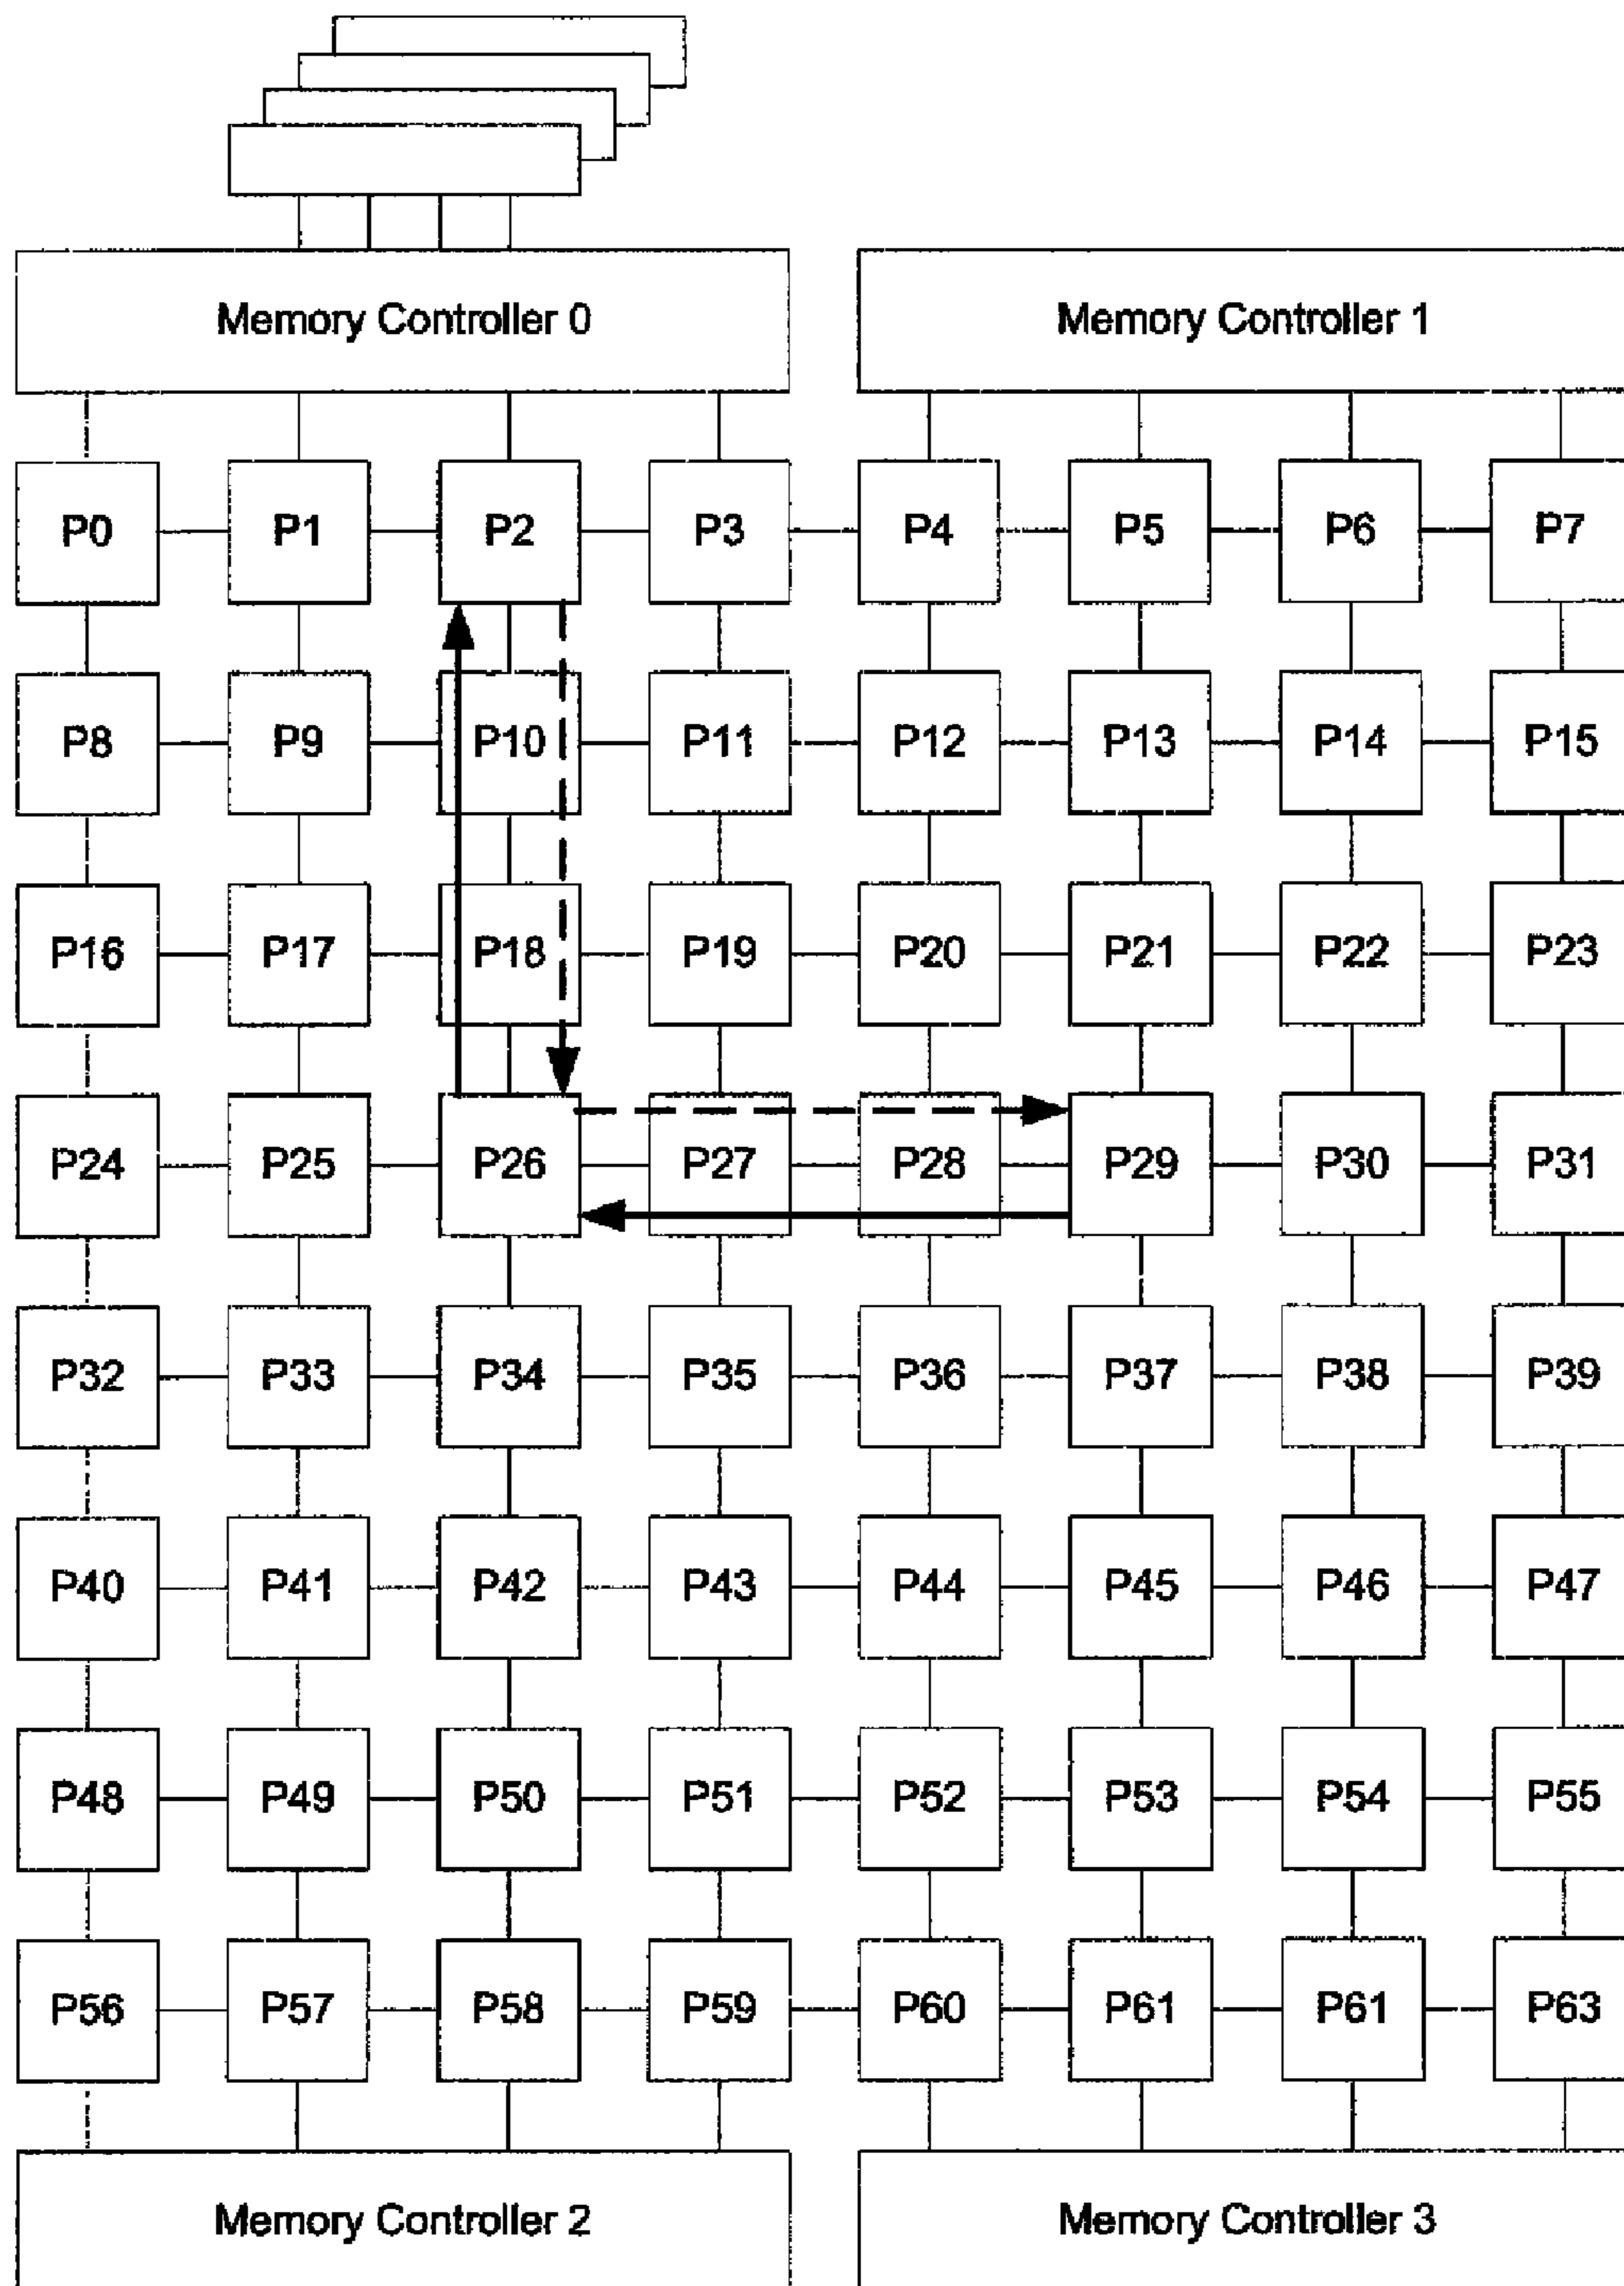 Memory Controller 0 Memory Controller 1
P0 P1 P2 P3 P4 P5 P6 P7
P8 P9 P10 P11 P12 P13 P14 P15
P16 P17 P18 P19 P20 P21 P22 P23
P24 P25 P26 P27 P28 P29 P30 P31
P32 P33 P34 P35 P36 P37 P38 P39
P40 P41 P42 P43 P44 P45 P46 P47
P48 P49 P50 P51 P52 P53 P54 P55
P56 P57 P58 P59 P60 P61 P61 P63
Memory Controller 2 Memory Controller 3